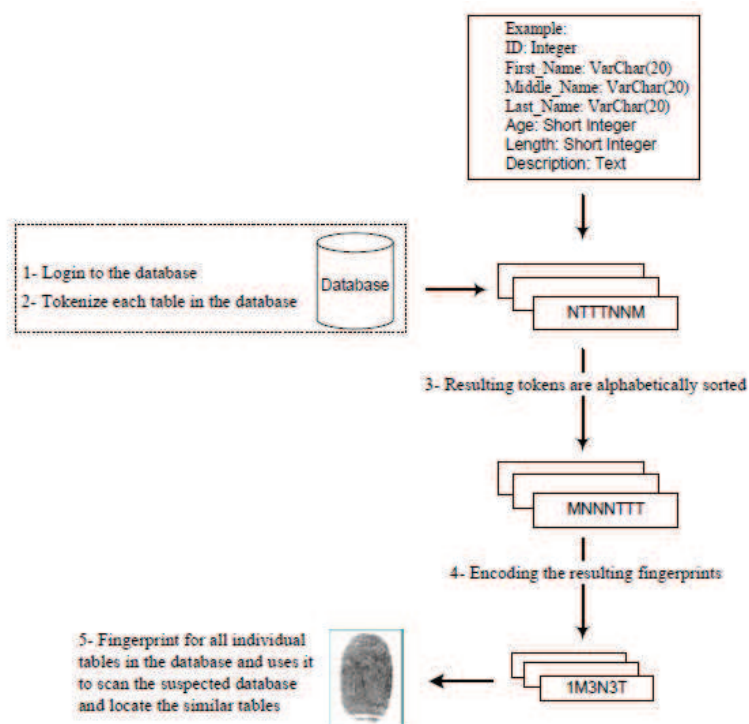 Example:
ID: Integer
First_Name: VarChar(20)
Middle_Name: VarChar(20)
Last_Name: VarChar(20)
Age: Short Integer
Length: Short Integer
Description: Text
1- Login to the database
2- Tokenize each table in the database
Database
NTTTNNM
3- Resulting tokens are alphabetically sorted
MNNNTTT
4- Encoding the resulting fingerprints
5- Fingerprint for all individual
tables in the database and uses it
to scan the suspected database
and locate the similar tables
1M3N3T